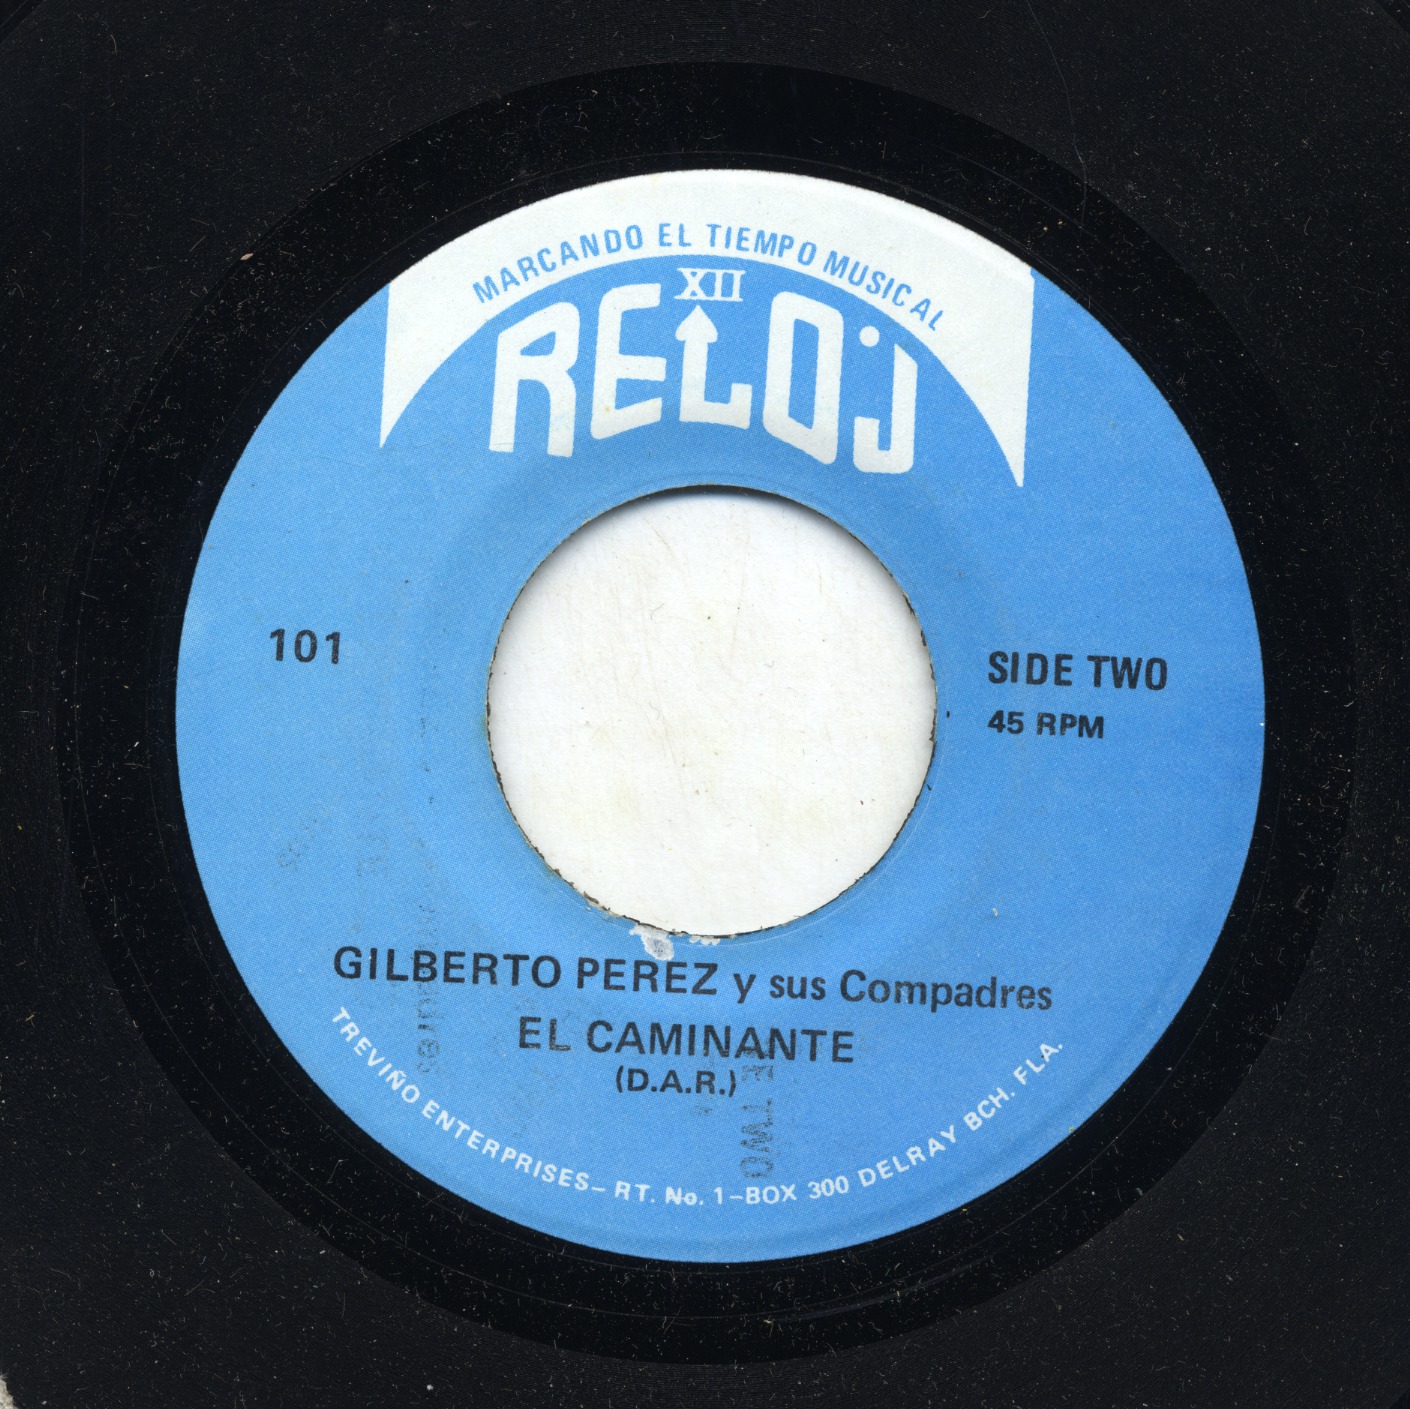 MARCANDO EL TIEMPO MUSICAL
XII
RELOJ
101
SIDE TWO
45 RPM
GILBERTO PEREZ y sus Compadres
EL CAMINANTE
(D.A.R.)
TREVIÑO ENTERPRISES– RT. No. 1–BOX 300 DELRAY BCH. FLA.